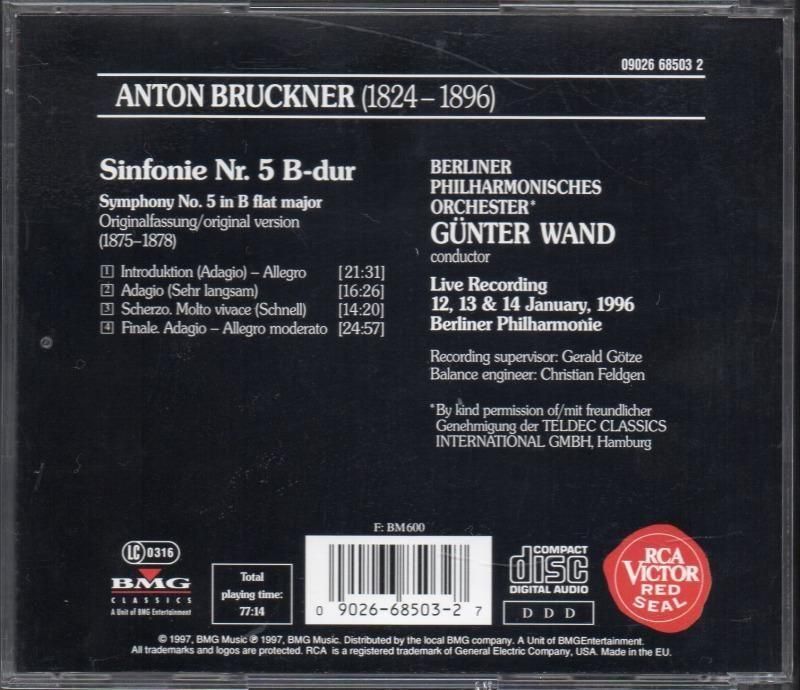 09026 68503 2
ANTON BRUCKNER (1824 – 1896)
Sinfonie Nr. 5 B-dur
Symphony No. 5 in B flat major
Originalfassung/original version
(1875–1878)
1 Introduktion (Adagio) – Allegro [21:31]
2 Adagio (Sehr langsam) [16:26]
3 Scherzo. Molto vivace (Schnell) [14:20]
4 Finale. Adagio – Allegro moderato [24:57]
BERLINER
PHILHARMONISCHES
ORCHESTER*
GÜNTER WAND
conductor
Live Recording
12, 13 & 14 January, 1996
Berliner Philharmonie
Recording supervisor: Gerald Götze
Balance engineer: Christian Feldgen
*By kind permission of/mit freundlicher
Genehmigung der TELDEC CLASSICS
INTERNATIONAL GMBH, Hamburg
F: BM 600
LC 0316
BMG
CLASSICS
A Unit of BMG Entertainment
Total
playing time:
77:14
0 9026-68503-2 7
COMPACT
disc
DIGITAL AUDIO
D D D
RCA
VICTOR
RED
SEAL
© 1997, BMG Music ℗ 1997, BMG Music. Distributed by the local BMG company. A Unit of BMGEntertainment.
All trademarks and logos are protected. RCA is a registered trademark of General Electric Company, USA. Made in the EU.